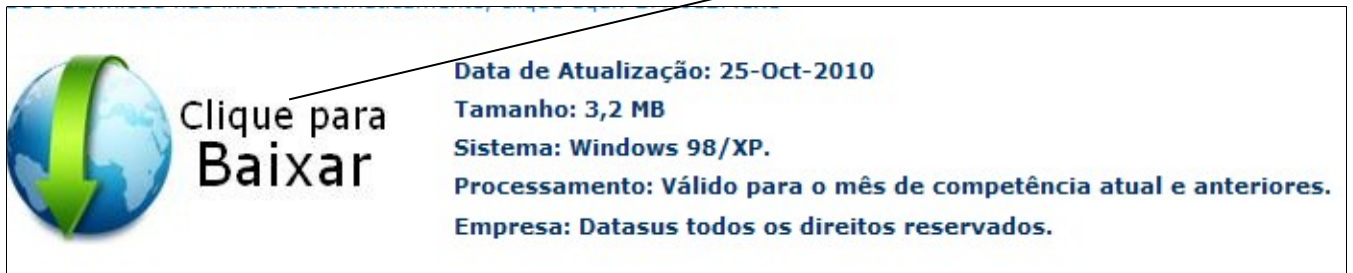 Clique para
Baixar
Data de Atualização: 25-Oct-2010
Tamanho: 3,2 MB
Sistema: Windows 98/XP.
Processamento: Válido para o mês de competência atual e anteriores.
Empresa: Datasus todos os direitos reservados.